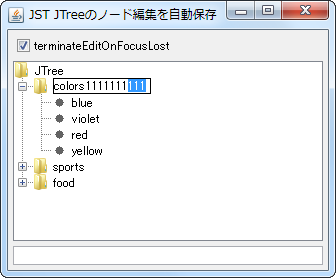 JST JTreeのノード編集を自動保存
terminateEditOnFocusLost
JTree
colors1111111111
blue
violet
red
yellow
sports
food